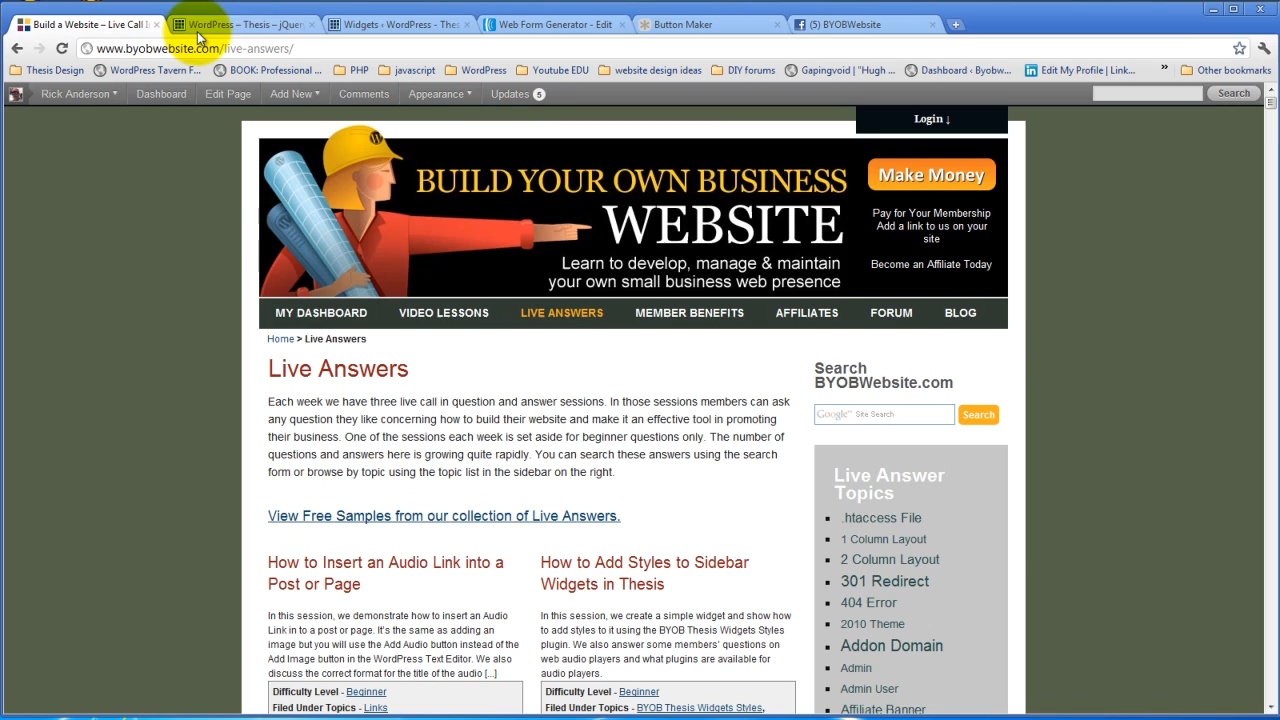 Build a Website – Live Call I
WordPress – Thesis – jQuery
Widgets ‹ WordPress - Thes
Web Form Generator - Edit
Button Maker
(5) BYOBWebsite
www.byobwebsite.com/live-answers/
Thesis Design
WordPress Tavern F...
BOOK: Professional ...
PHP
javascript
WordPress
Youtube EDU
website design ideas
DIY forums
Gapingvoid | "Hugh ...
Dashboard ‹ Byobw...
Edit My Profile | Link...
»
Other bookmarks
Rick Anderson
Dashboard
Edit Page
Add New
Comments
Appearance
Updates 5
Search
Login ↓
BUILD YOUR OWN BUSINESS
WEBSITE
Learn to develop, manage & maintain
your own small business web presence
Make Money
Pay for Your Membership
Add a link to us on your
site
Become an Affiliate Today
MY DASHBOARD
VIDEO LESSONS
LIVE ANSWERS
MEMBER BENEFITS
AFFILIATES
FORUM
BLOG
Home > Live Answers
Live Answers
Each week we have three live call in question and answer sessions. In those sessions members can ask
any question they like concerning how to build their website and make it an effective tool in promoting
their business. One of the sessions each week is set aside for beginner questions only. The number of
questions and answers here is growing quite rapidly. You can search these answers using the search
form or browse by topic using the topic list in the sidebar on the right.
View Free Samples from our collection of Live Answers.
How to Insert an Audio Link into a
Post or Page
In this session, we demonstrate how to insert an Audio
Link in to a post or page. It's the same as adding an
image but you will use the Add Audio button instead of the
Add Image button in the WordPress Text Editor. We also
discuss the correct format for the title of the audio [...]
Difficulty Level - Beginner
Filed Under Topics - Links
How to Add Styles to Sidebar
Widgets in Thesis
In this session, we create a simple widget and show how
to add styles to it using the BYOB Thesis Widgets Styles
plugin. We also answer some members' questions on
web audio players and what plugins are available for
audio players.
Difficulty Level - Beginner
Filed Under Topics - BYOB Thesis Widgets Styles,
Search
BYOBWebsite.com
Google™ Site Search
Search
Live Answer
Topics
.htaccess File
1 Column Layout
2 Column Layout
301 Redirect
404 Error
2010 Theme
Addon Domain
Admin
Admin User
Affiliate Banner